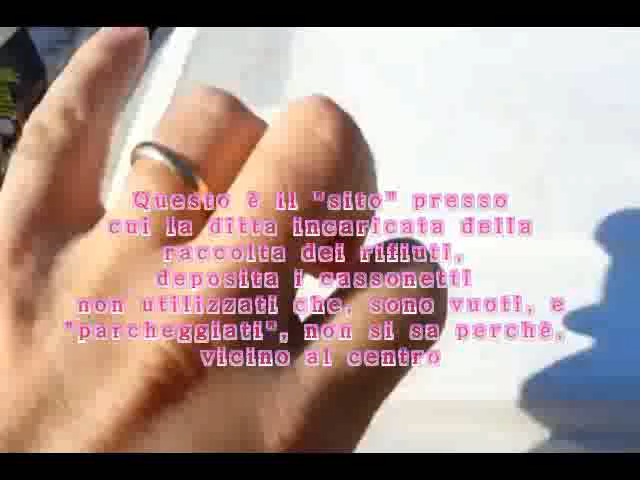 Questo è il "sito" presso
cui la ditta incaricata della
raccolta dei rifiuti,
deposita i cassonetti
non utilizzati che, sono vuoti, e
"parcheggiati", non si sa perchè,
vicino al centro